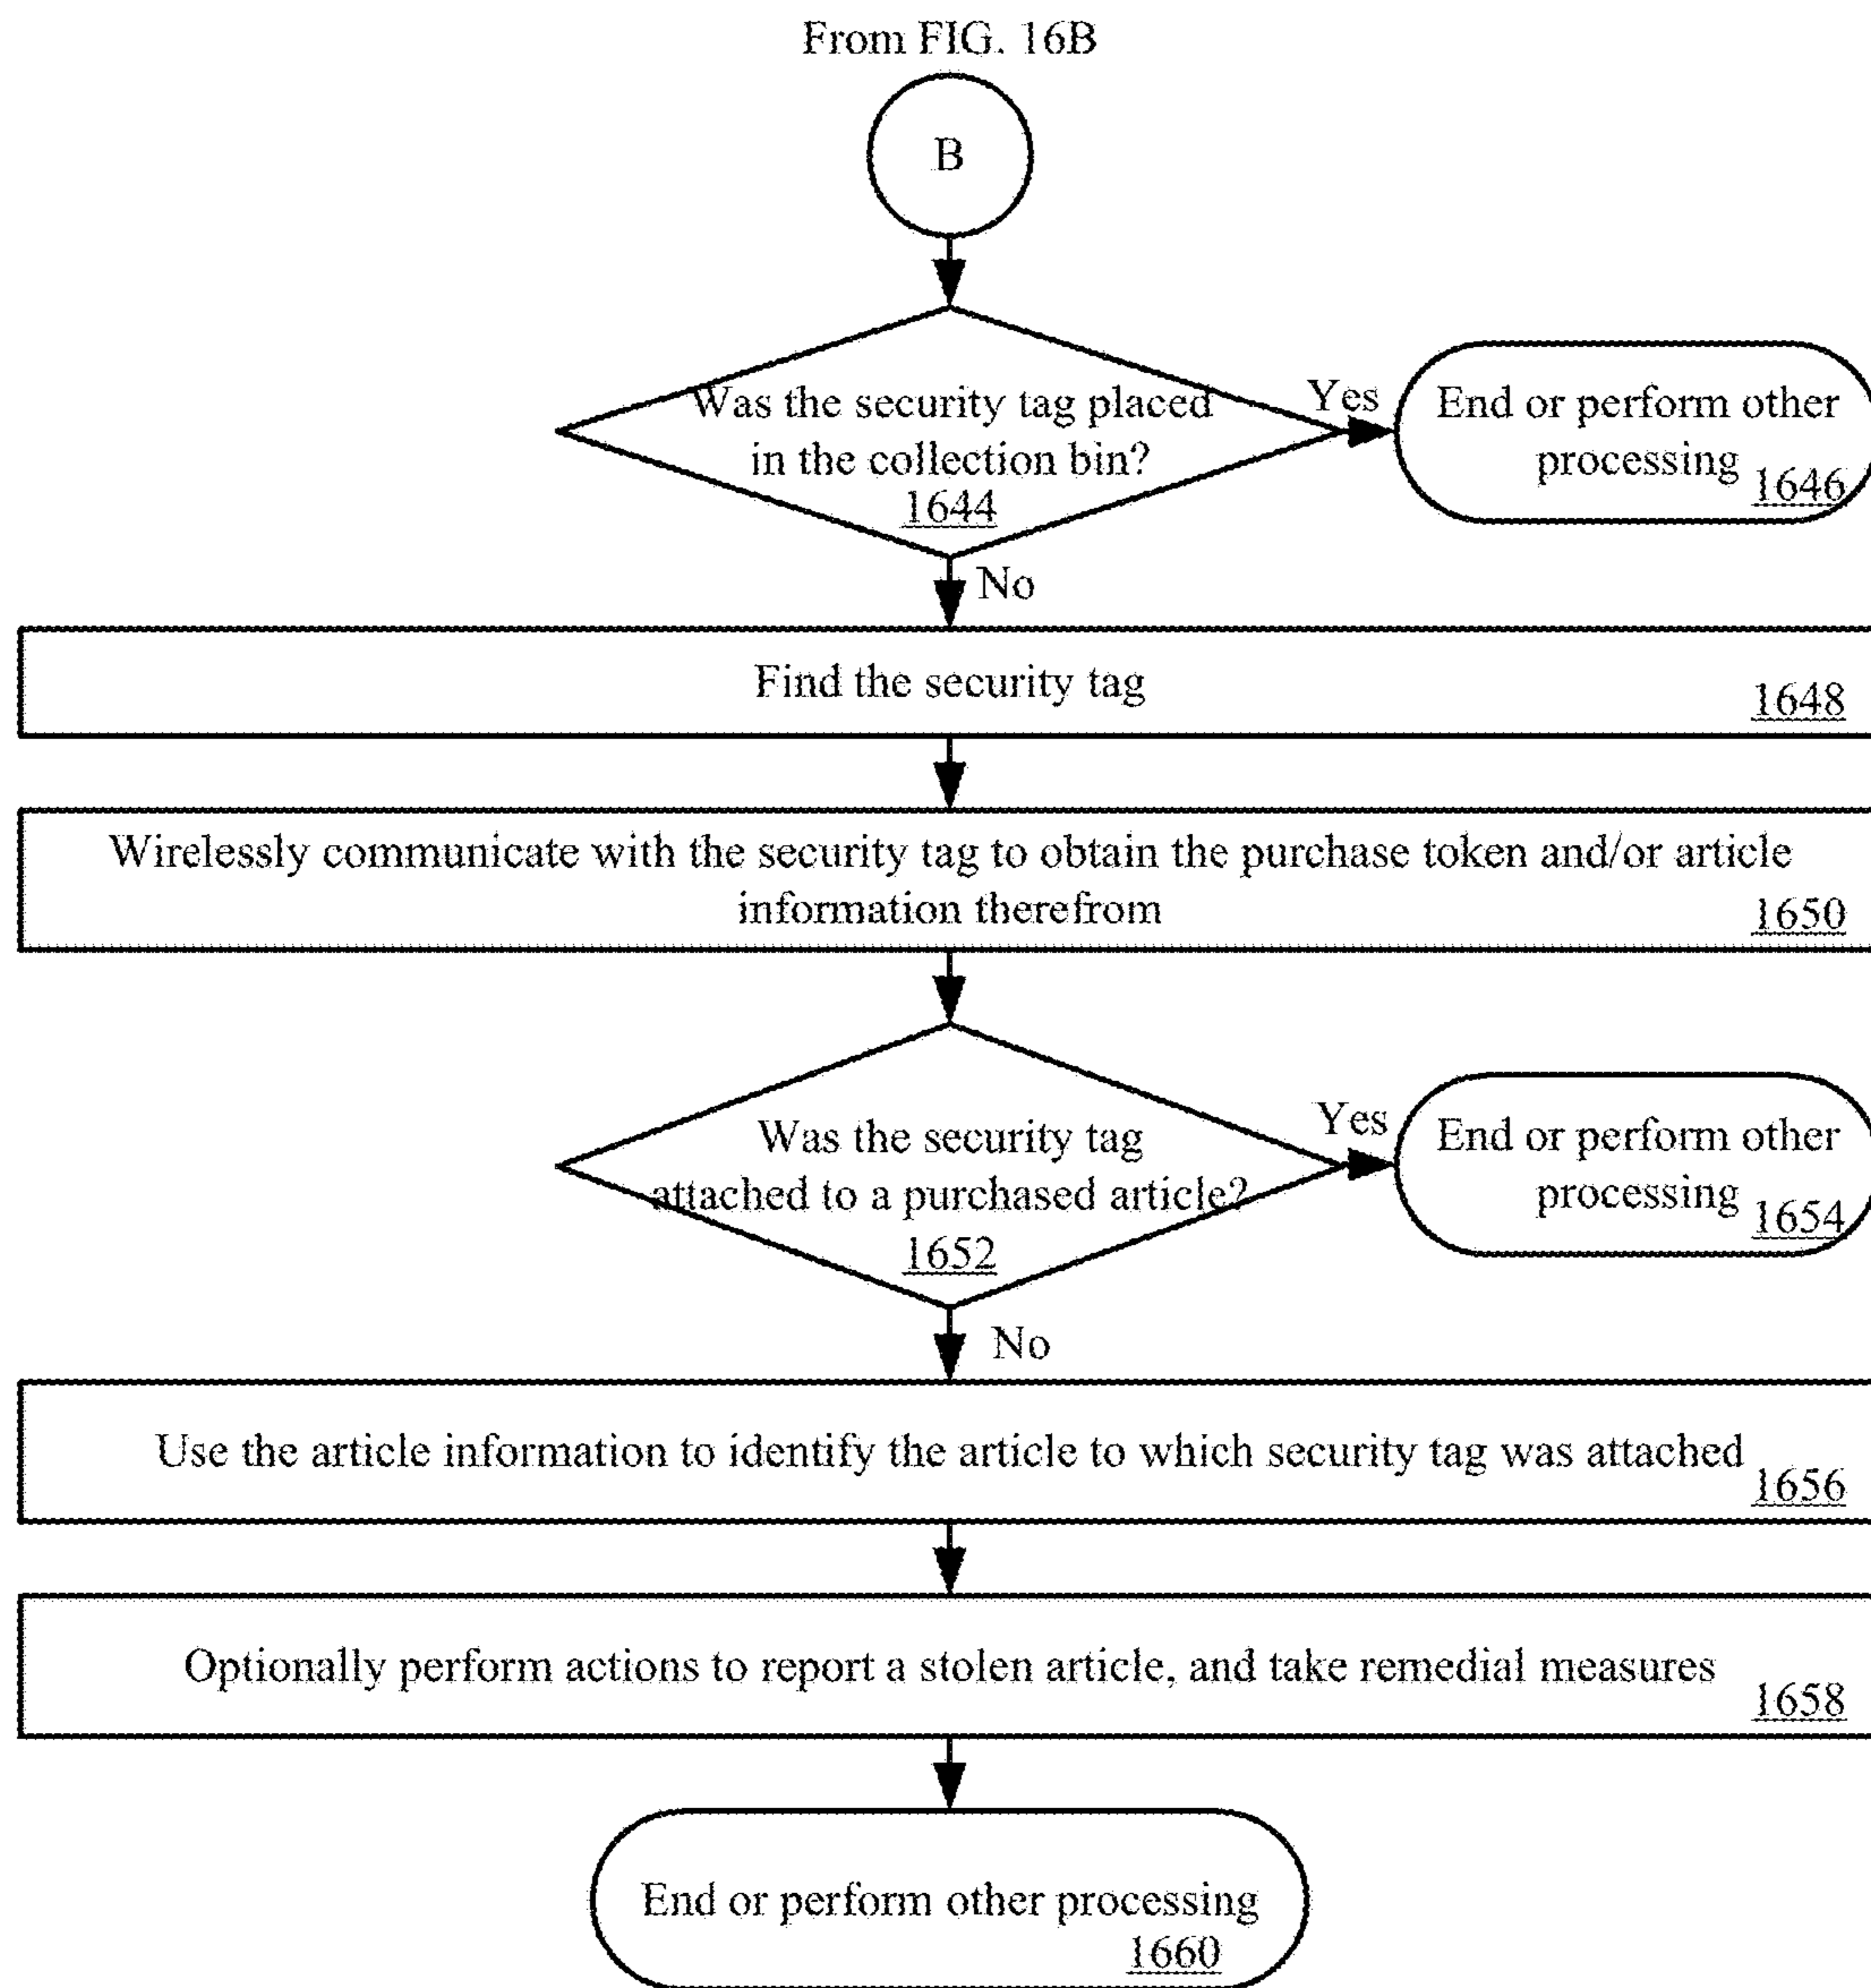 From FIG. 16B
B
Was the security tag placed
in the collection bin?
1644
Yes
End or perform other
processing
1646
No
Find the security tag
1648
Wirelessly communicate with the security tag to obtain the purchase token and/or article
information therefrom
1650
Was the security tag
attached to a purchased article?
1652
Yes
End or perform other
processing
1654
No
Use the article information to identify the article to which security tag was attached
1656
Optionally perform actions to report a stolen article, and take remedial measures
1658
End or perform other processing
1660